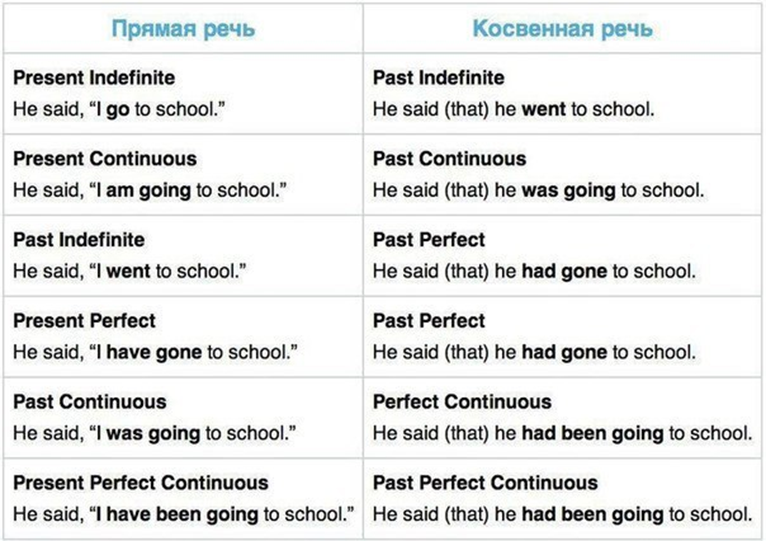 Прямая речь
Косвенная речь
Present Indefinite
He said, “I go to school.”
Past Indefinite
He said (that) he went to school.
Present Continuous
He said, “I am going to school.”
Past Continuous
He said (that) he was going to school.
Past Indefinite
He said, “I went to school.”
Past Perfect
He said (that) he had gone to school.
Present Perfect
He said, “I have gone to school.”
Past Perfect
He said (that) he had gone to school.
Past Continuous
He said, “I was going to school.”
Perfect Continuous
He said (that) he had been going to school.
Present Perfect Continuous
He said, “I have been going to school.”
Past Perfect Continuous
He said (that) he had been going to school.